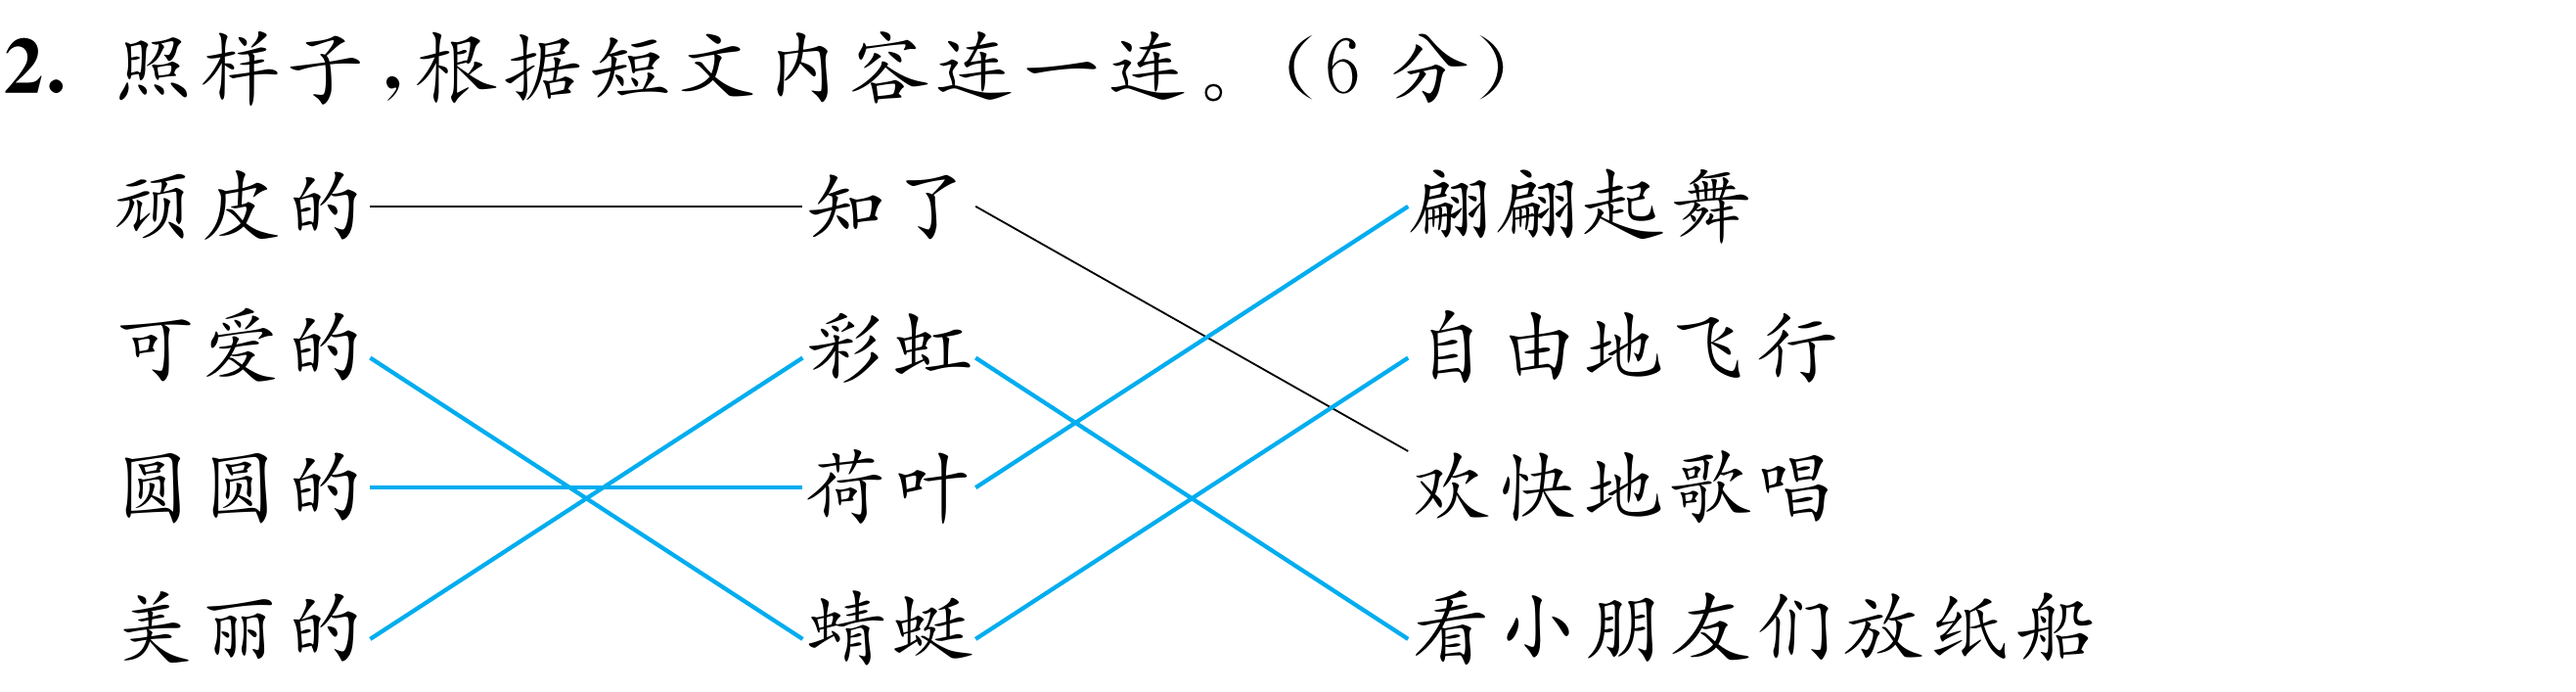 2. 照样子,根据短文内容连一连。(6 分)
顽皮的 知了 翩翩起舞
可爱的 彩虹 自由地飞行
圆圆的 荷叶 欢快地歌唱
美丽的 蜻蜓 看小朋友们放纸船